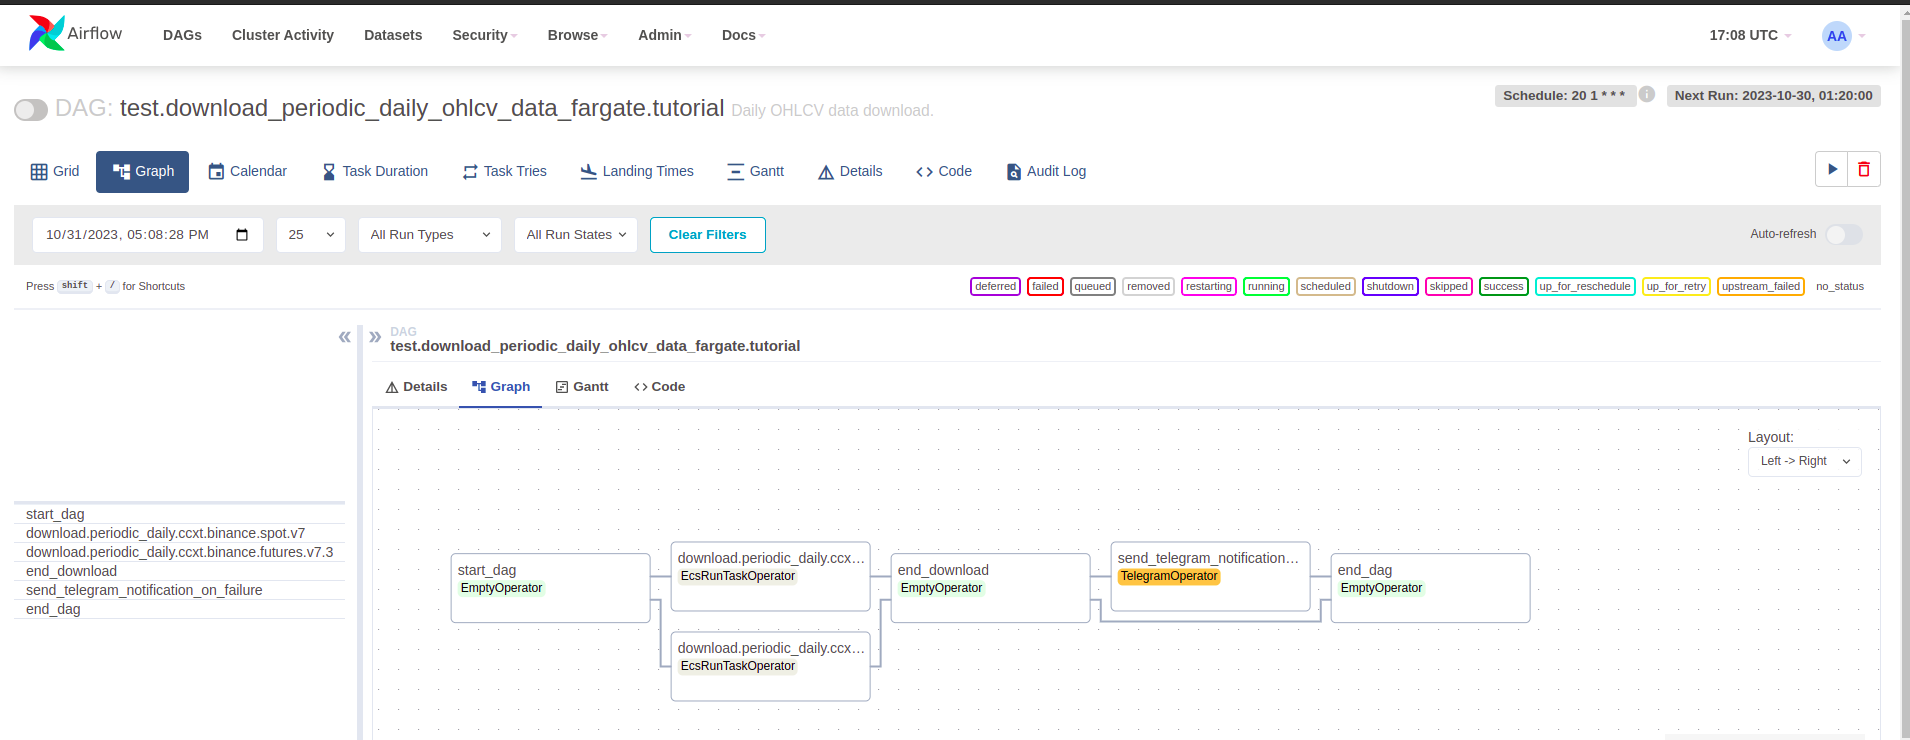 Airflow DAGs Cluster Activity Datasets Security Browse Admin Docs 17:08 UTC AA
DAG: test.download_periodic_daily_ohlcv_data_fargate.tutorial Daily OHLCV data download.
Schedule: 20 1 * * * i Next Run: 2023-10-30, 01:20:00
Grid Graph Calendar Task Duration Task Tries Landing Times Gantt Details Code Audit Log
10/31/2023, 05:08:28 PM 25 All Run Types All Run States Clear Filters Auto-refresh
Press shift + / for Shortcuts
deferred failed queued removed restarting running scheduled shutdown skipped success up_for_reschedule up_for_retry upstream_failed no_status
start_dag
download.periodic_daily.ccxt.binance.spot.v7
download.periodic_daily.ccxt.binance.futures.v7.3
end_download
send_telegram_notification_on_failure
end_dag
DAG
test.download_periodic_daily_ohlcv_data_fargate.tutorial
Details Graph Gantt Code
Layout:
Left -> Right
start_dag
EmptyOperator
download.periodic_daily.ccx...
EcsRunTaskOperator
download.periodic_daily.ccx...
EcsRunTaskOperator
end_download
EmptyOperator
send_telegram_notification...
TelegramOperator
end_dag
EmptyOperator